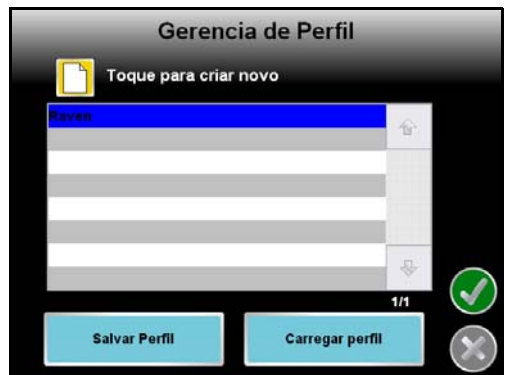 Gerencia de Perfil
Toque para criar novo
Raven
1/1
Salvar Perfil
Carregar perfil